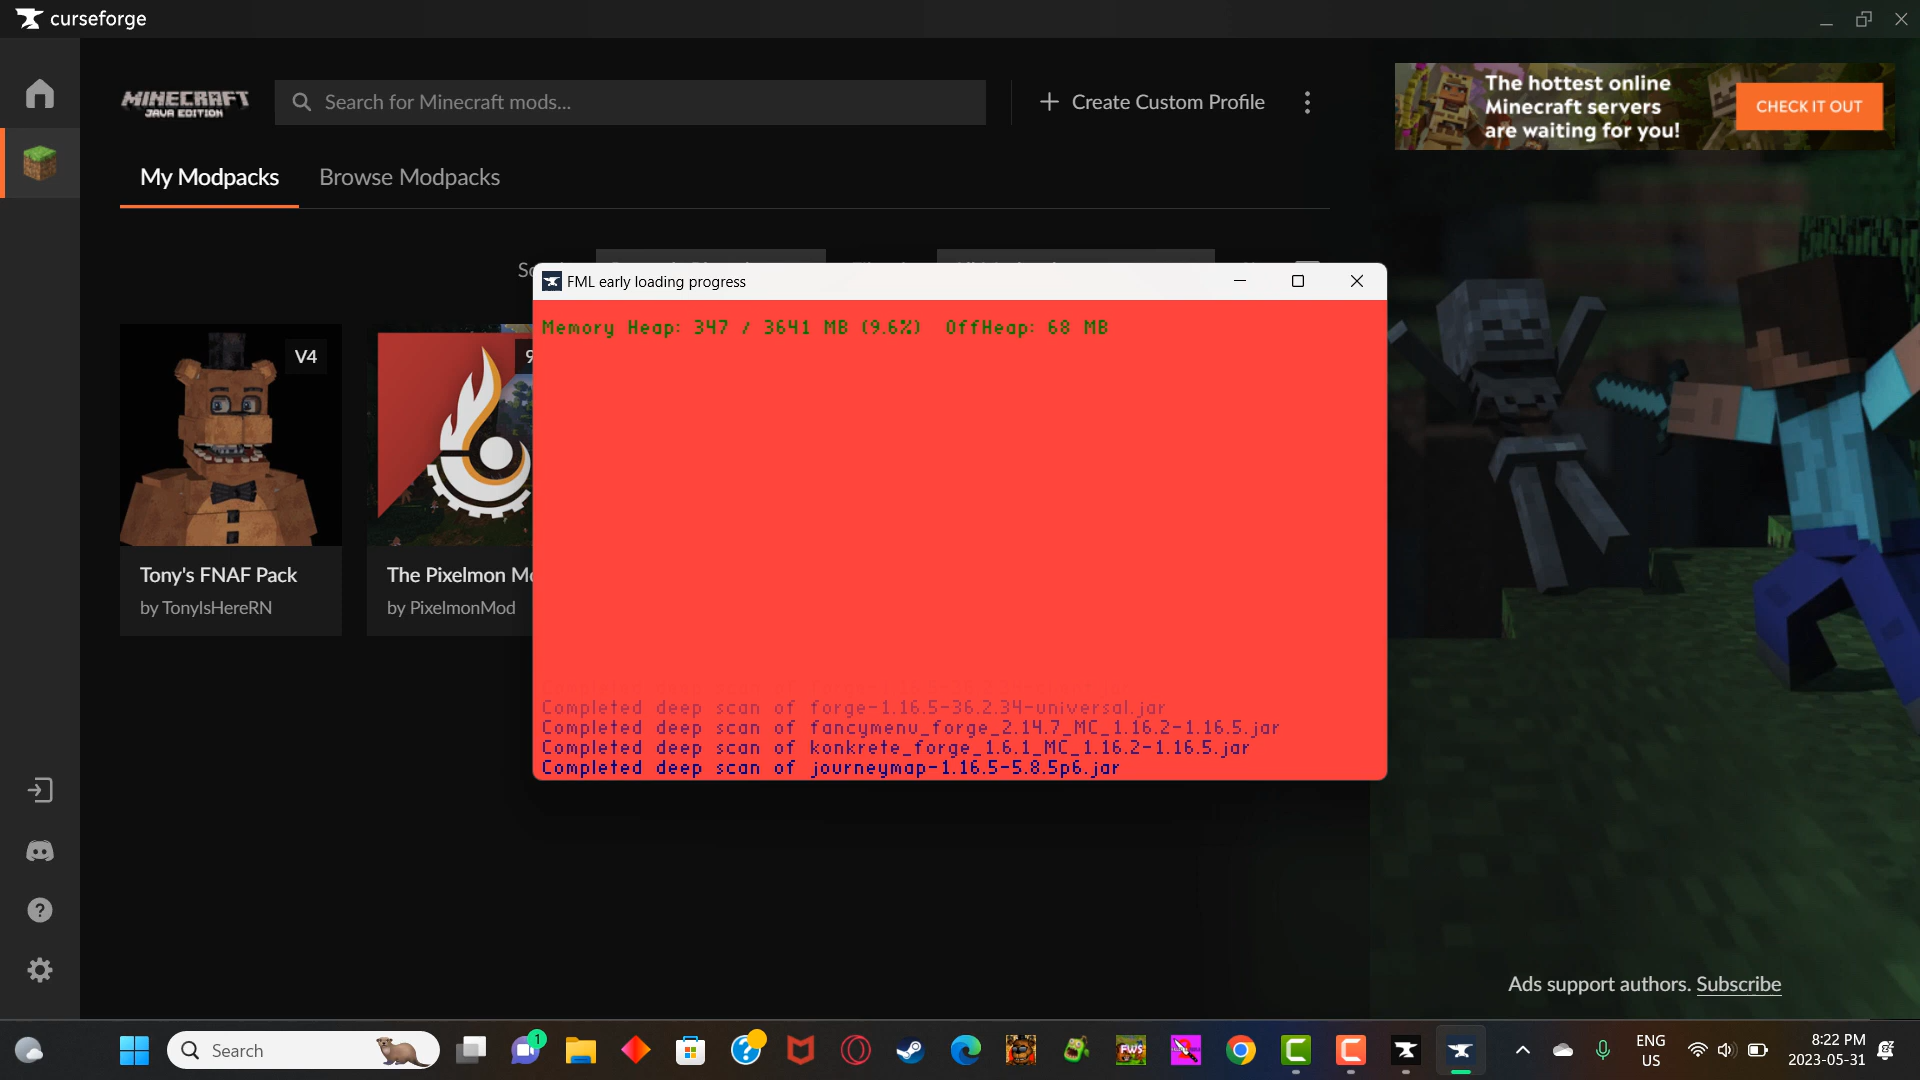 curseforge
MINECRAFT
JAVA EDITION
Search for Minecraft mods...
Create Custom Profile
The hottest online
Minecraft servers
are waiting for you!
CHECK IT OUT
My Modpacks
Browse Modpacks
FML early loading progress
Memory Heap: 347 / 3641 MB (9.6%) OffHeap: 68 MB
V4
9
Tony's FNAF Pack
by TonyIsHereRN
The Pixelmon Mo
by PixelmonMod
Completed deep scan of forge-1.16.5-36.2.34-universal.jar
Completed deep scan of fancymenu_forge_2.14.7_MC_1.16.2-1.16.5.jar
Completed deep scan of konkrete_forge_1.6.1_MC_1.16.2-1.16.5.jar
Completed deep scan of journeymap-1.16.5-5.8.5p6.jar
Ads support authors. Subscribe
Search
1
FWS
ENG
US
8:22 PM
2023-05-31